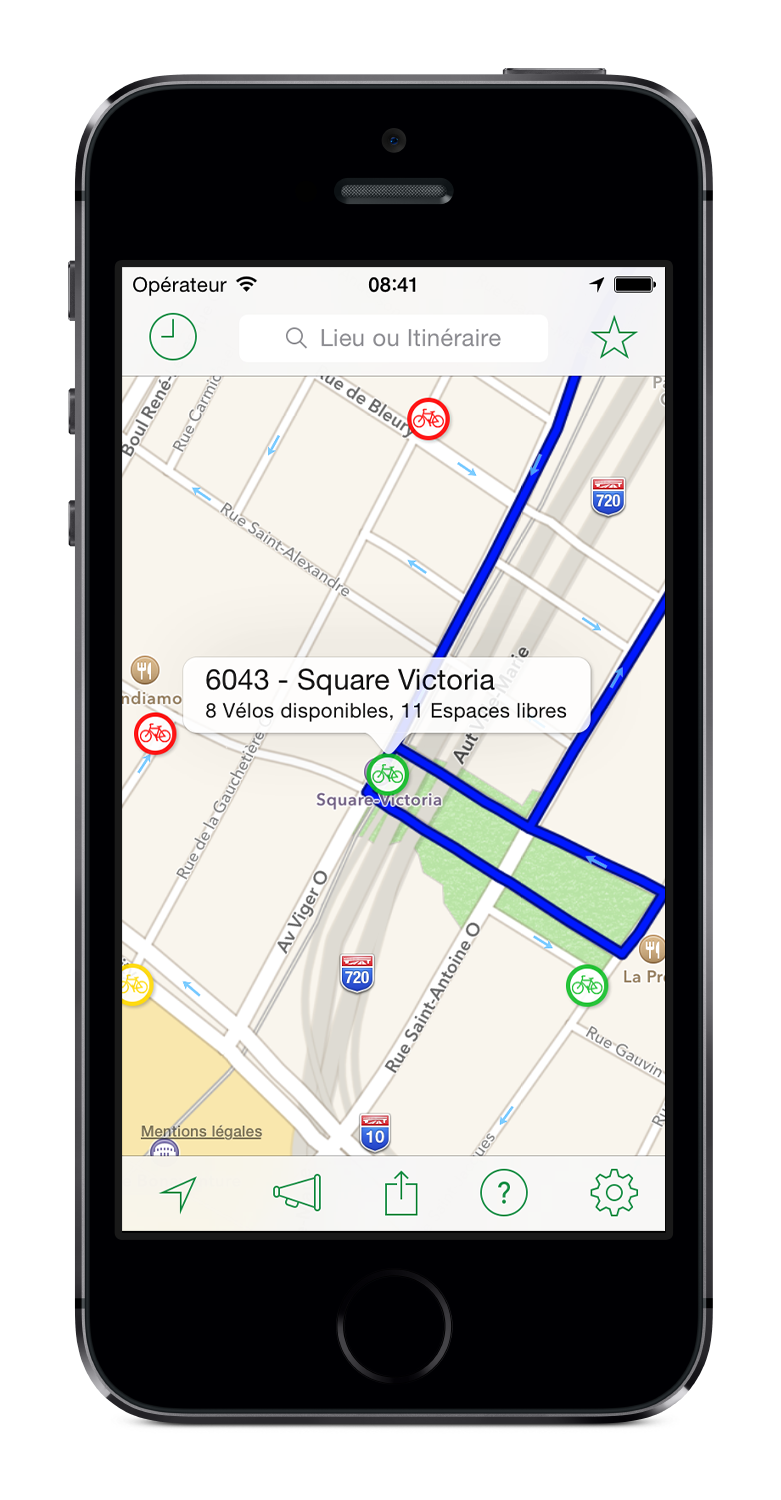 Opérateur 08:41
Lieu ou Itinéraire
Boul René-
Rue Carmic
Rue de Bleury
720
Rue Saint-Alexandre
Aut Ville-Marie
6043 - Square Victoria
8 Vélos disponibles, 11 Espaces libres
ndiamo
Rue de la Gauchetière
Square-Victoria
Av Viger O
720
Rue Saint-Antoine O
La Pr
Rue Gauvin
Mentions légales
10
ques
?